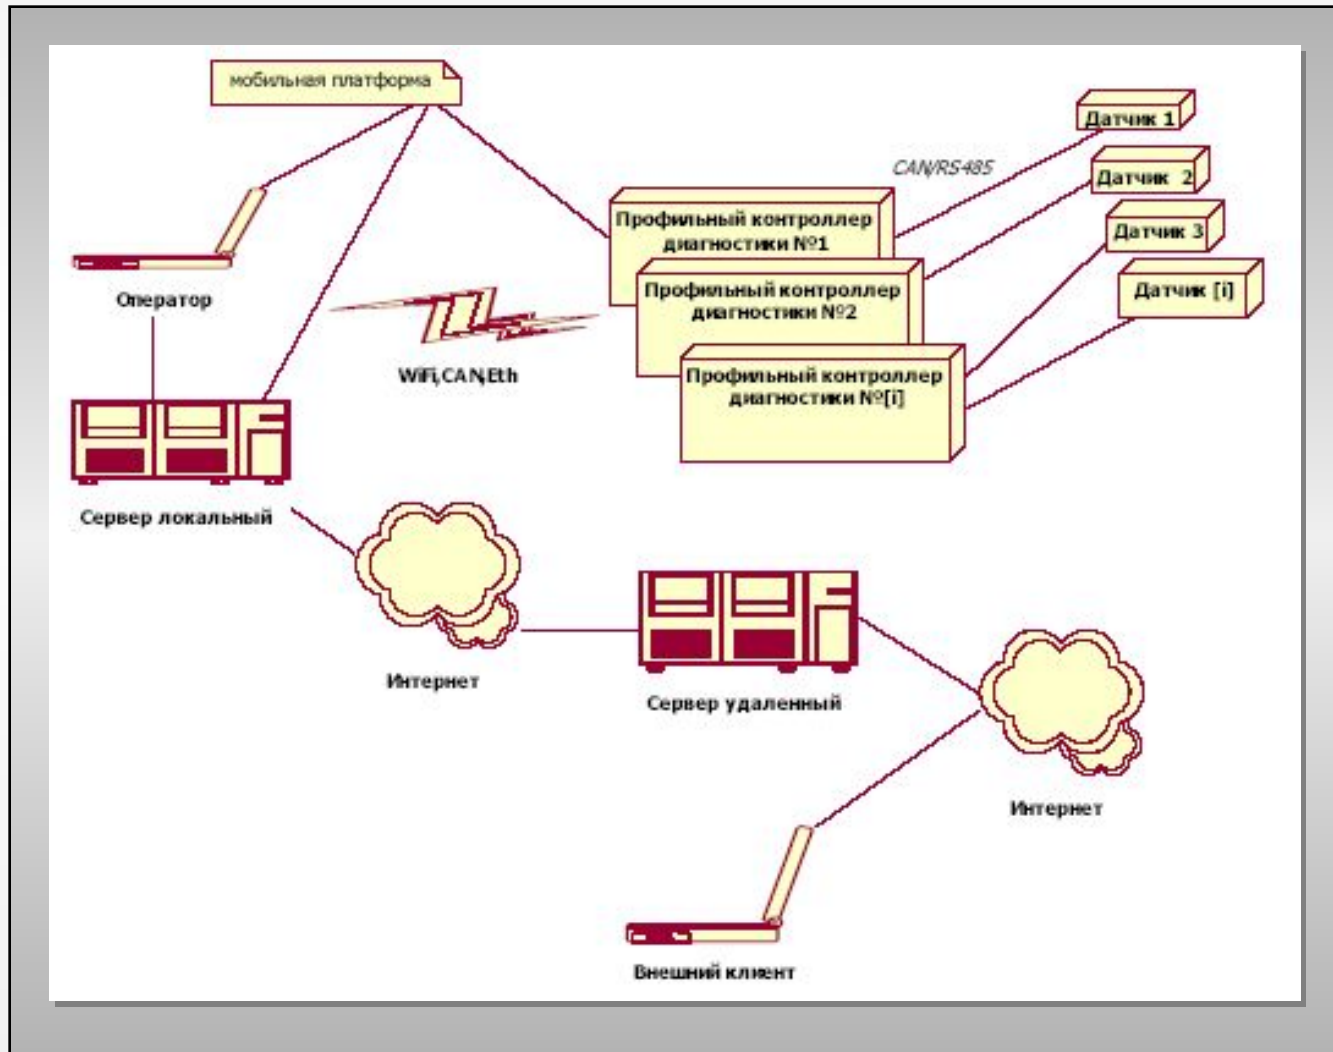 мобильная платформа
Датчик 1
CAN/RS485
Датчик 2
Профильный контроллер
диагностики №1
Датчик 3
Оператор
Профильный контроллер
диагностики №2
Датчик [i]
WiFi,CAN,Eth
Профильный контроллер
диагностики №[i]
Сервер локальный
Интернет
Сервер удаленный
Интернет
Внешний клиент